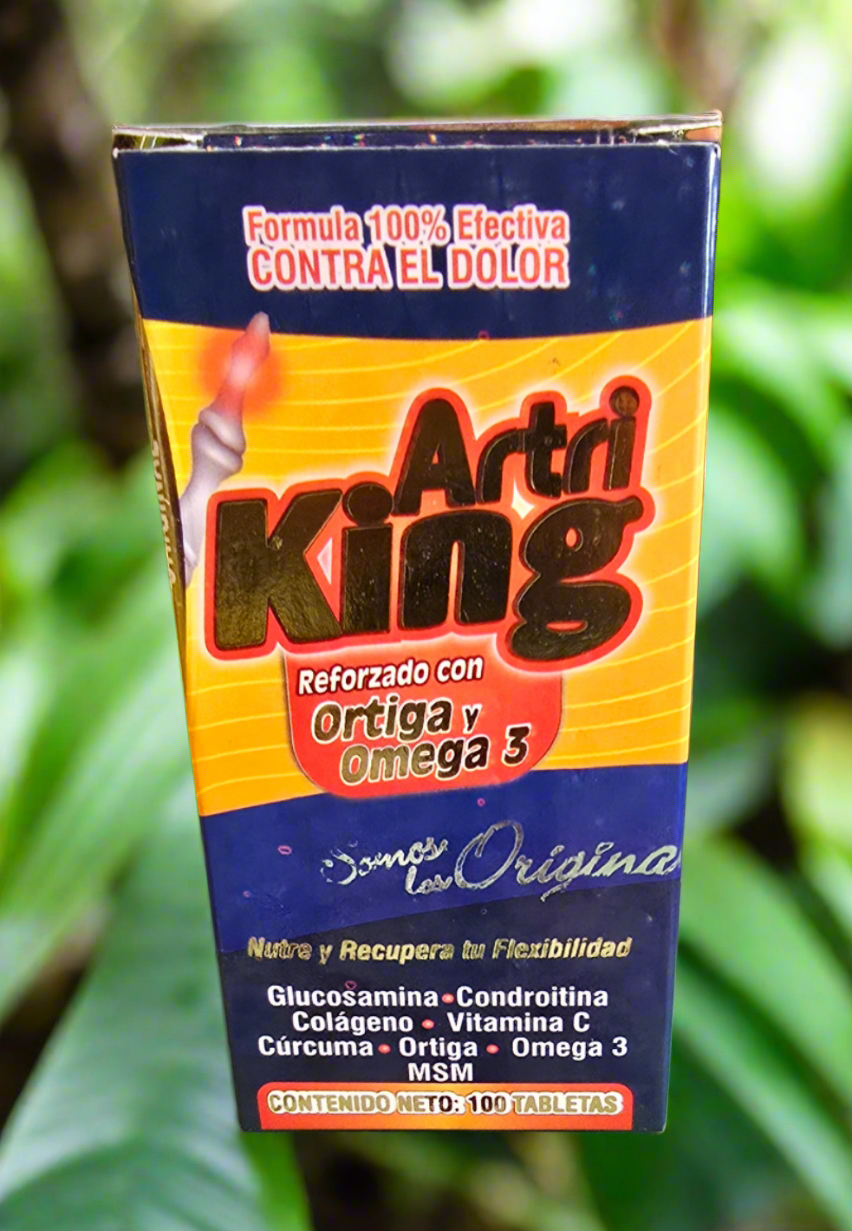 Formula 100% Efectiva
CONTRA EL DOLOR
Artri
King
Reforzado con
Ortiga y
Omega 3
Somos
los Origina
Nutre y Recupera tu Flexibilidad
Glucosamina•Condroitina
Colágeno • Vitamina C
Cúrcuma • Ortiga • Omega 3
MSM
CONTENIDO NETO: 100 TABLETAS